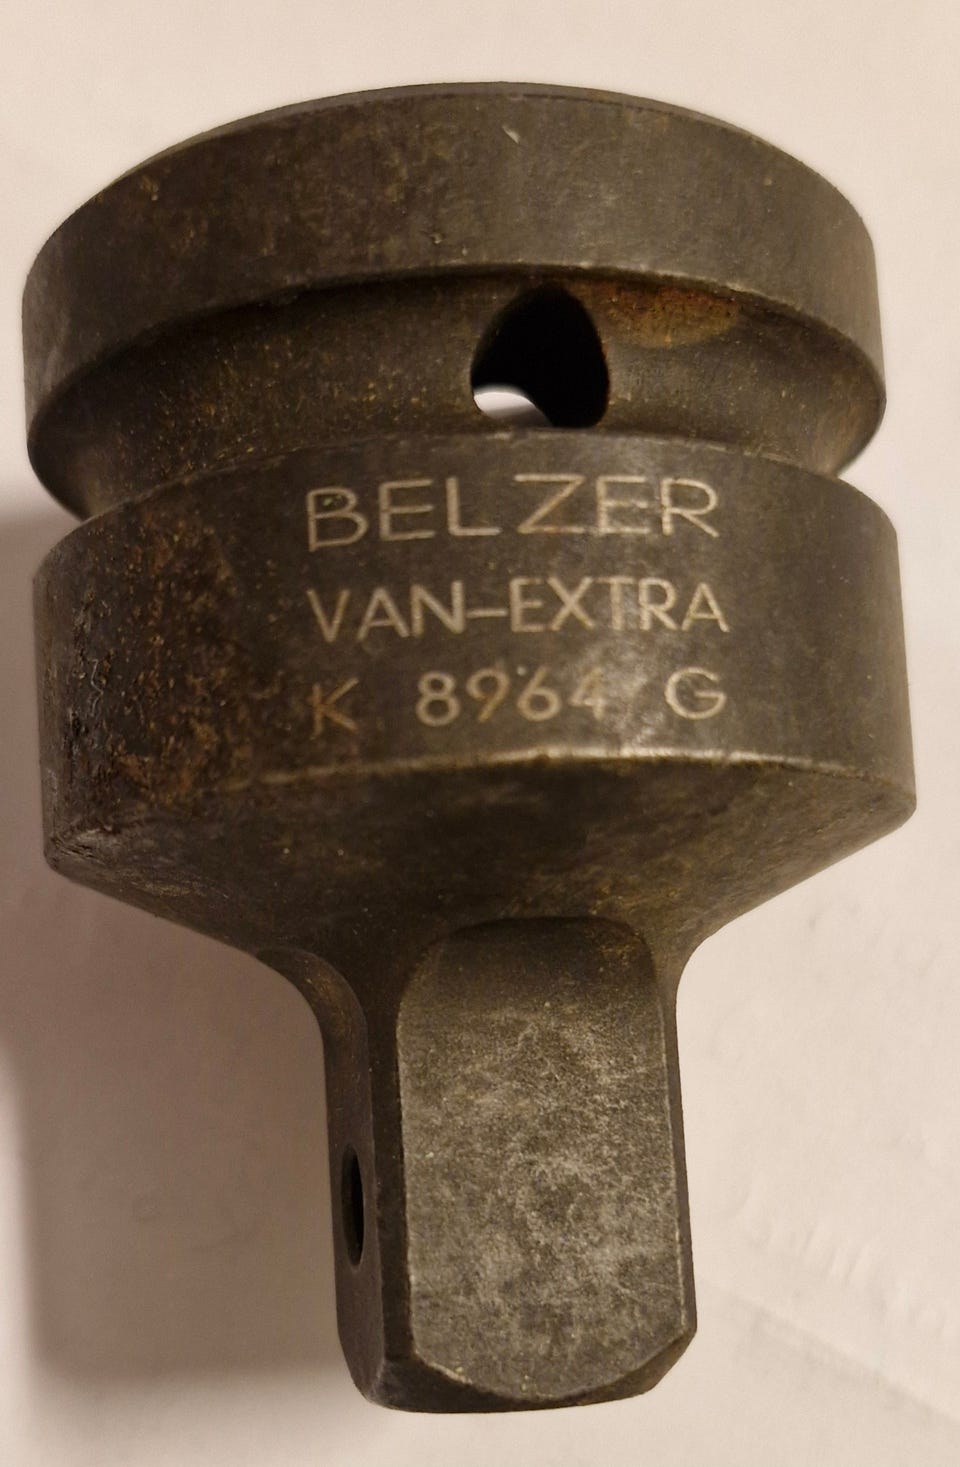 BELZER
VAN-EXTRA
K 8964 G